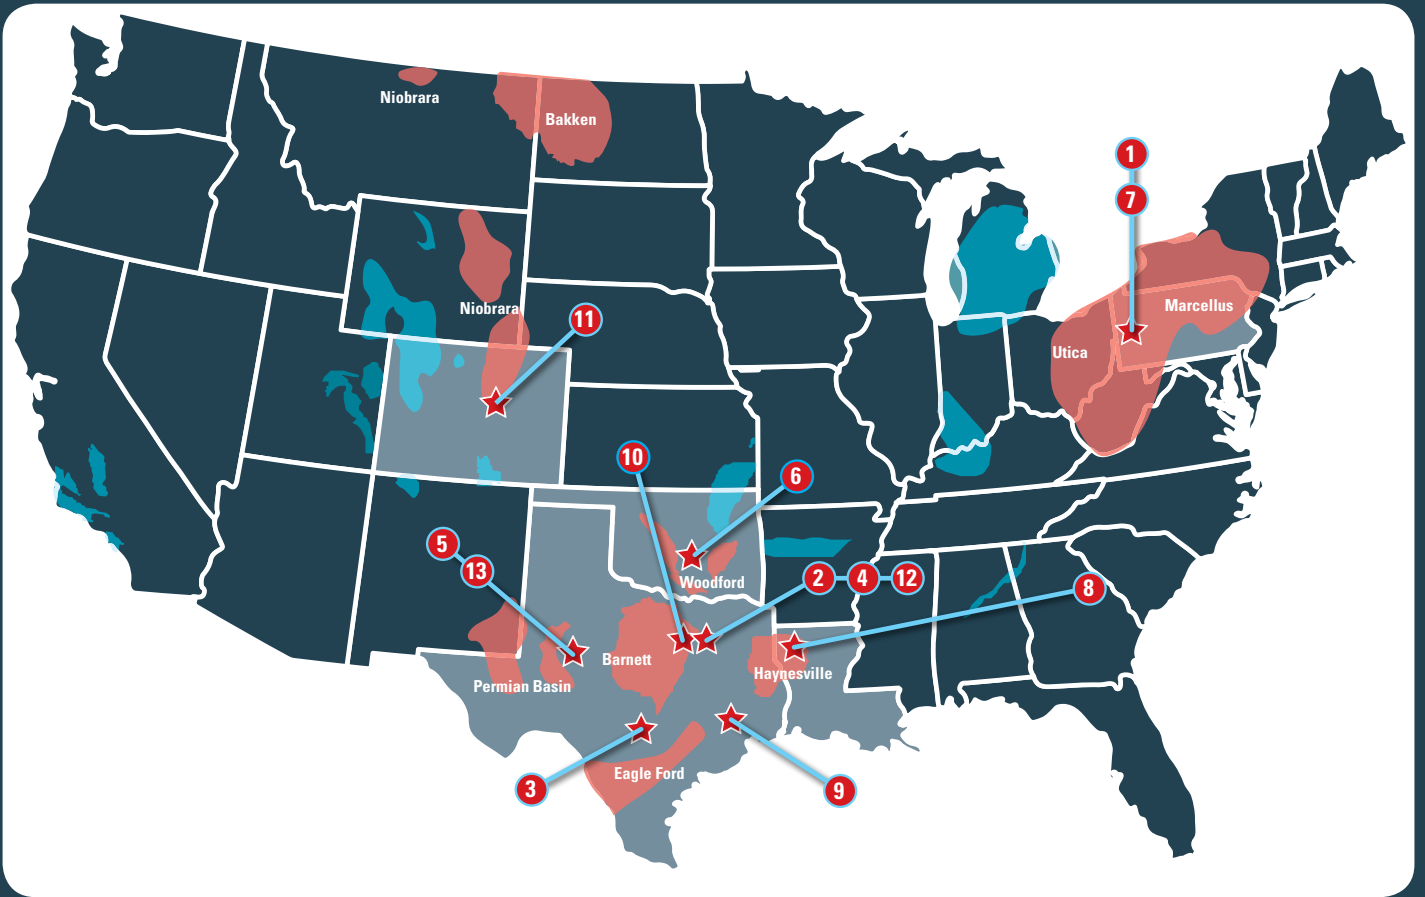 Niobrara
Bakken
1
7
Marcellus
Niobrara
11
Utica
10
6
5
13
Woodford
2
4
12
8
Barnett
Haynesville
Permian Basin
Eagle Ford
3
9